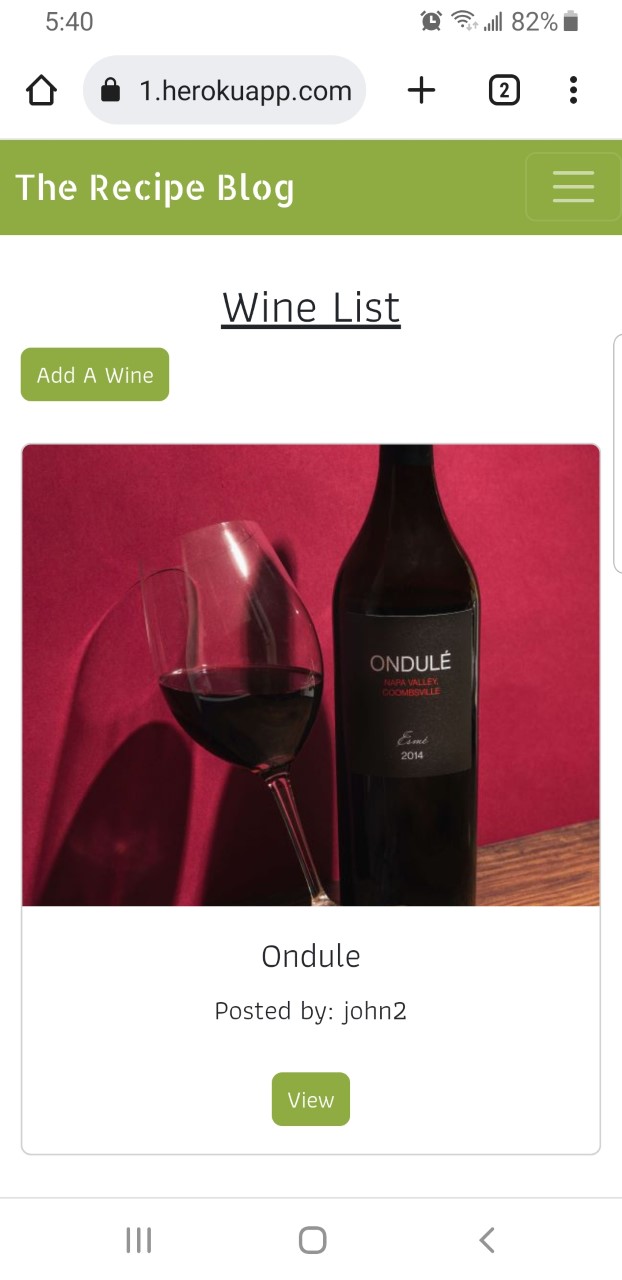 5:40
82%
1.herokuapp.com
2
The Recipe Blog
Wine List
Add A Wine
ONDULÉ
NAPA VALLEY,
COOMBSVILLE
Esmé
2014
Ondule
Posted by: john2
View